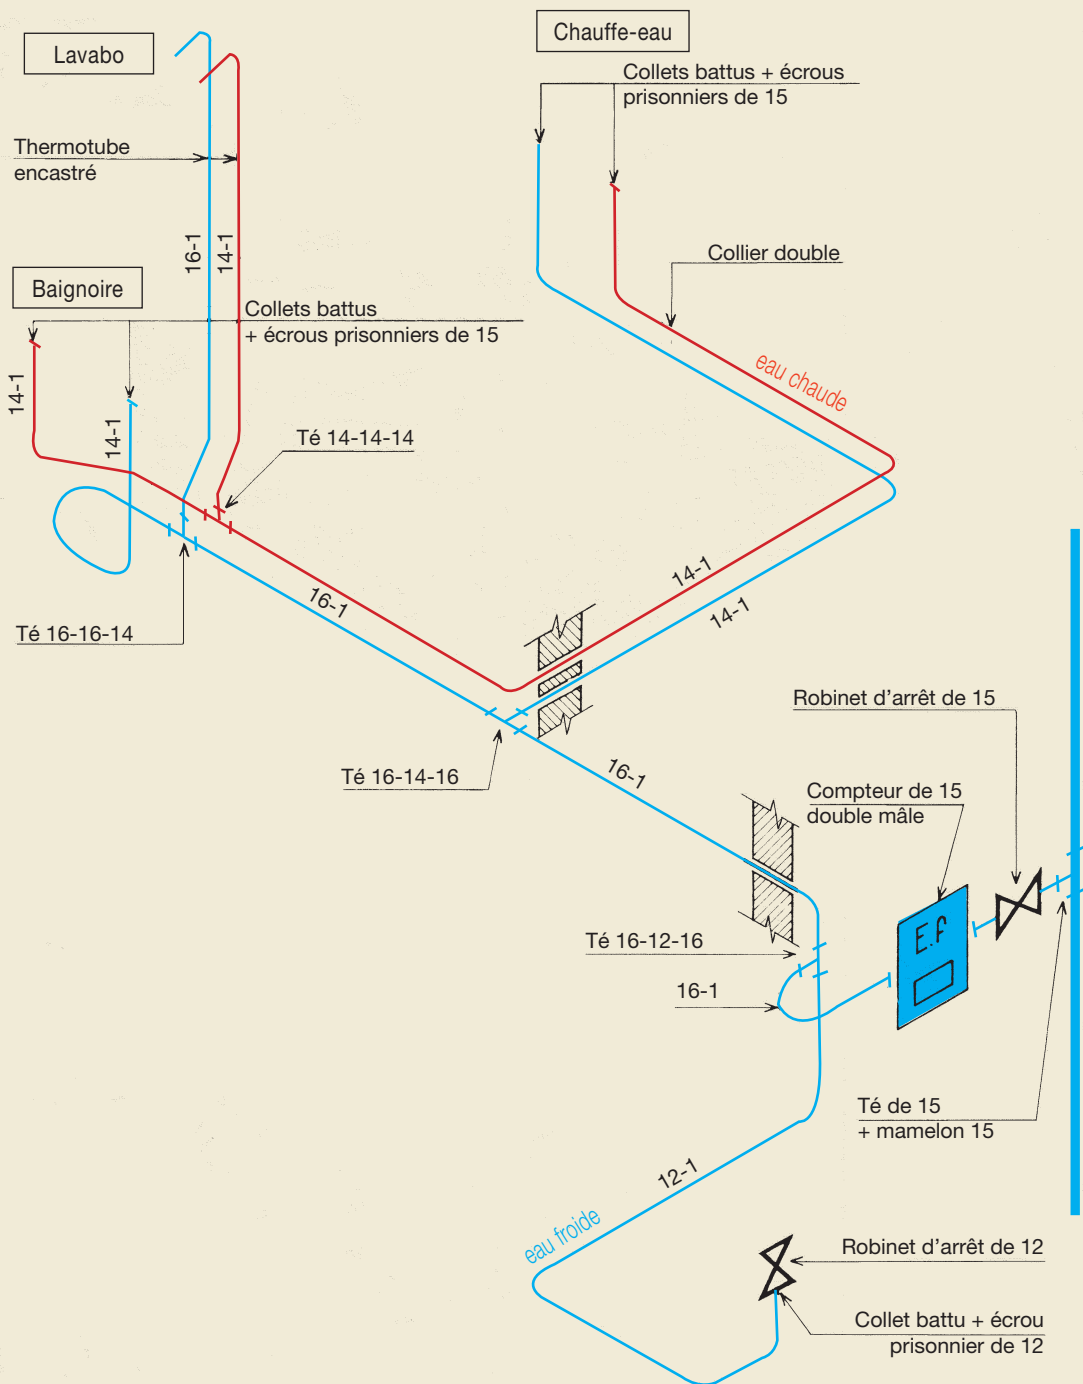 Lavabo
Chauffe-eau
Collets battus + écrous
prisonniers de 15
Thermotube
encastré
16-1
14-1
Collier double
Baignoire
Collets battus
+ écrous prisonniers de 15
eau chaude
14-1
14-1
Té 14-14-14
14-1
14-1
16-1
Té 16-16-14
Robinet d'arrêt de 15
Té 16-14-16
16-1
Compteur de 15
double mâle
E.f
Té 16-12-16
16-1
Té de 15
+ mamelon 15
12-1
eau froide
Robinet d'arrêt de 12
Collet battu + écrou
prisonnier de 12